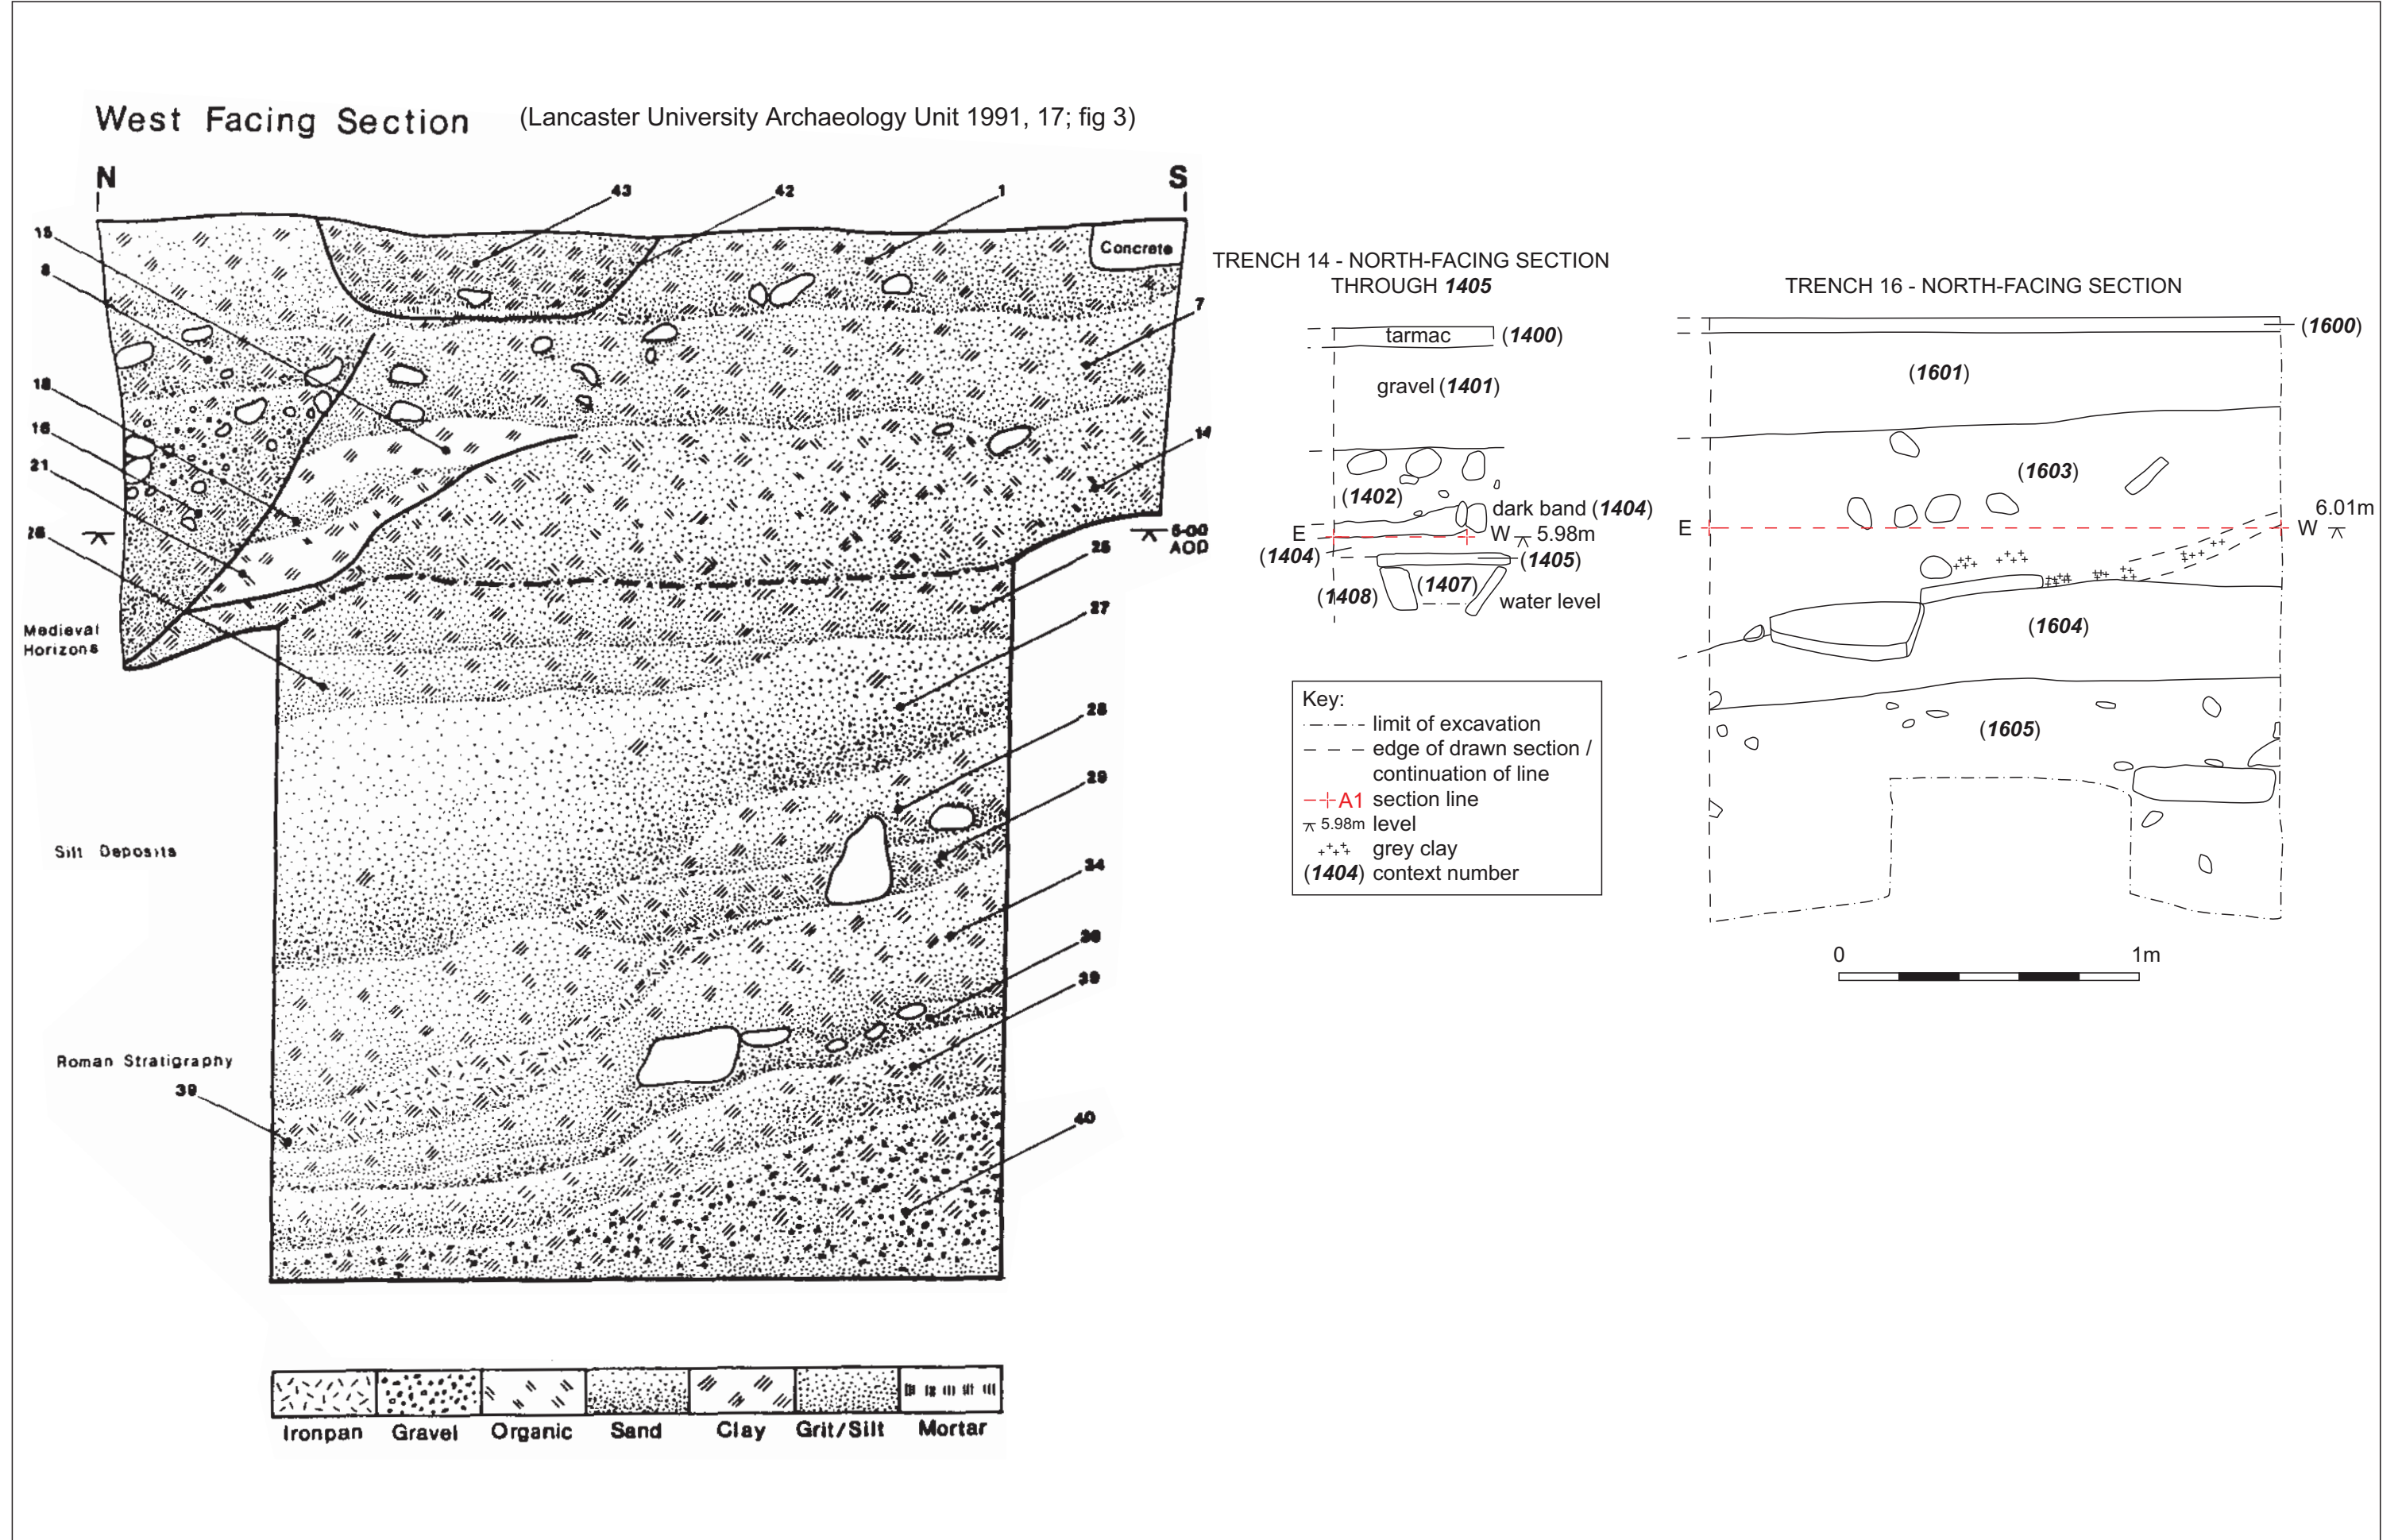 West Facing Section (Lancaster University Archaeology Unit 1991, 17; fig 3)
N
S
43
42
1
15
8
Concrete
7
18
16
14
21
26
5·00
AOD
25
27
Medieval
Horizons
28
29
Silt Deposits
34
36
39
Roman Stratigraphy
39
40
Ironpan
Gravel
Organic
Sand
Clay
Grit/Silt
Mortar
TRENCH 14 - NORTH-FACING SECTION
THROUGH 1405
tarmac (1400)
gravel (1401)
(1402)
dark band (1404)
E
W 5.98m
(1404)
(1405)
(1408)
(1407)
water level
Key:
limit of excavation
edge of drawn section /
continuation of line
A1 section line
5.98m level
grey clay
(1404) context number
TRENCH 16 - NORTH-FACING SECTION
(1600)
(1601)
(1603)
6.01m
E
W
(1604)
(1605)
0 1m